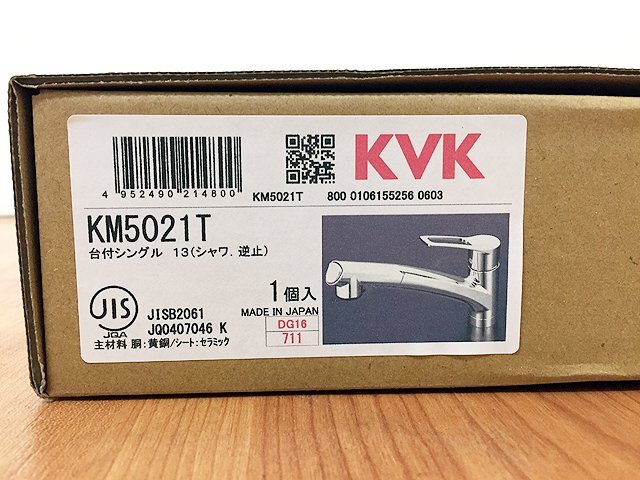 4 952490 214800
KM5021T
KVK
800 0106155256 0603
KM5021T
台付シングル 13(シャワ.逆止)
JIS
JQA
JISB2061
JQ0407046 K
主材料 胴:黄銅/シート:セラミック
1個入
MADE IN JAPAN
DG16
711